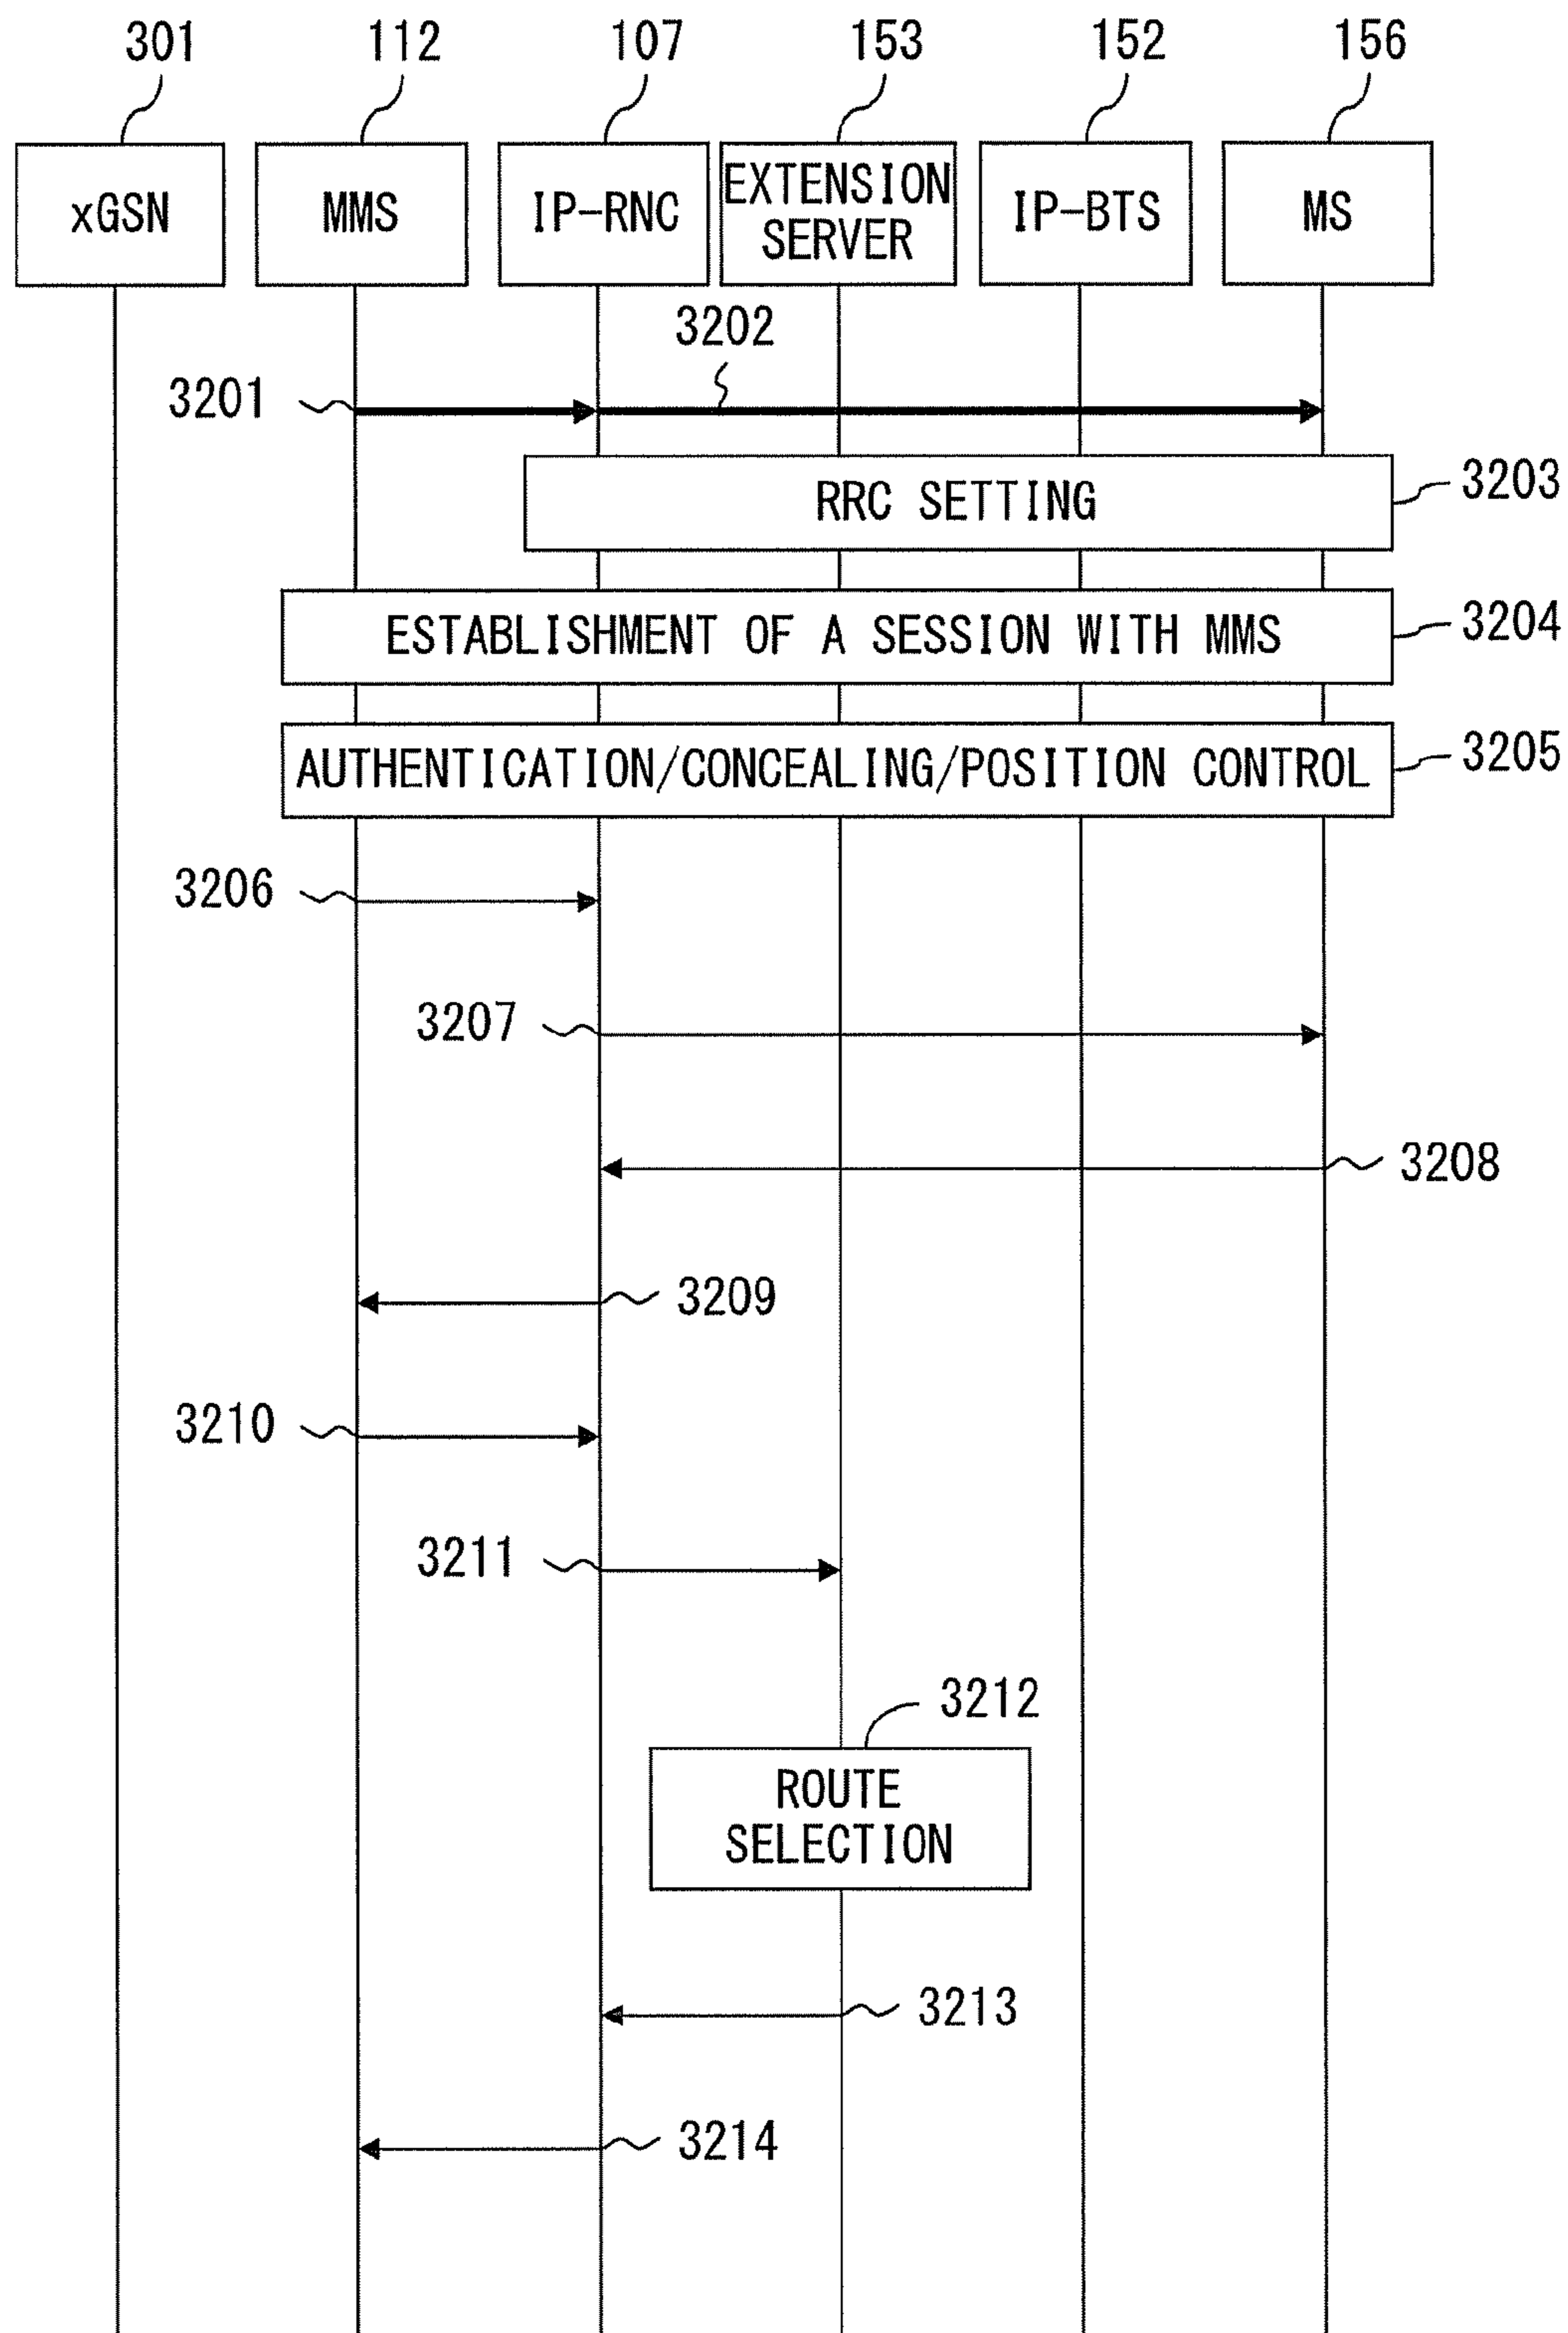 301
112
107
153
152
156
xGSN
MMS
IP-RNC
EXTENSION
SERVER
IP-BTS
MS
3202
3201
RRC SETTING
3203
ESTABLISHMENT OF A SESSION WITH MMS
3204
AUTHENTICATION/CONCEALING/POSITION CONTROL
3205
3206
3207
3208
3209
3210
3211
3212
ROUTE
SELECTION
3213
3214